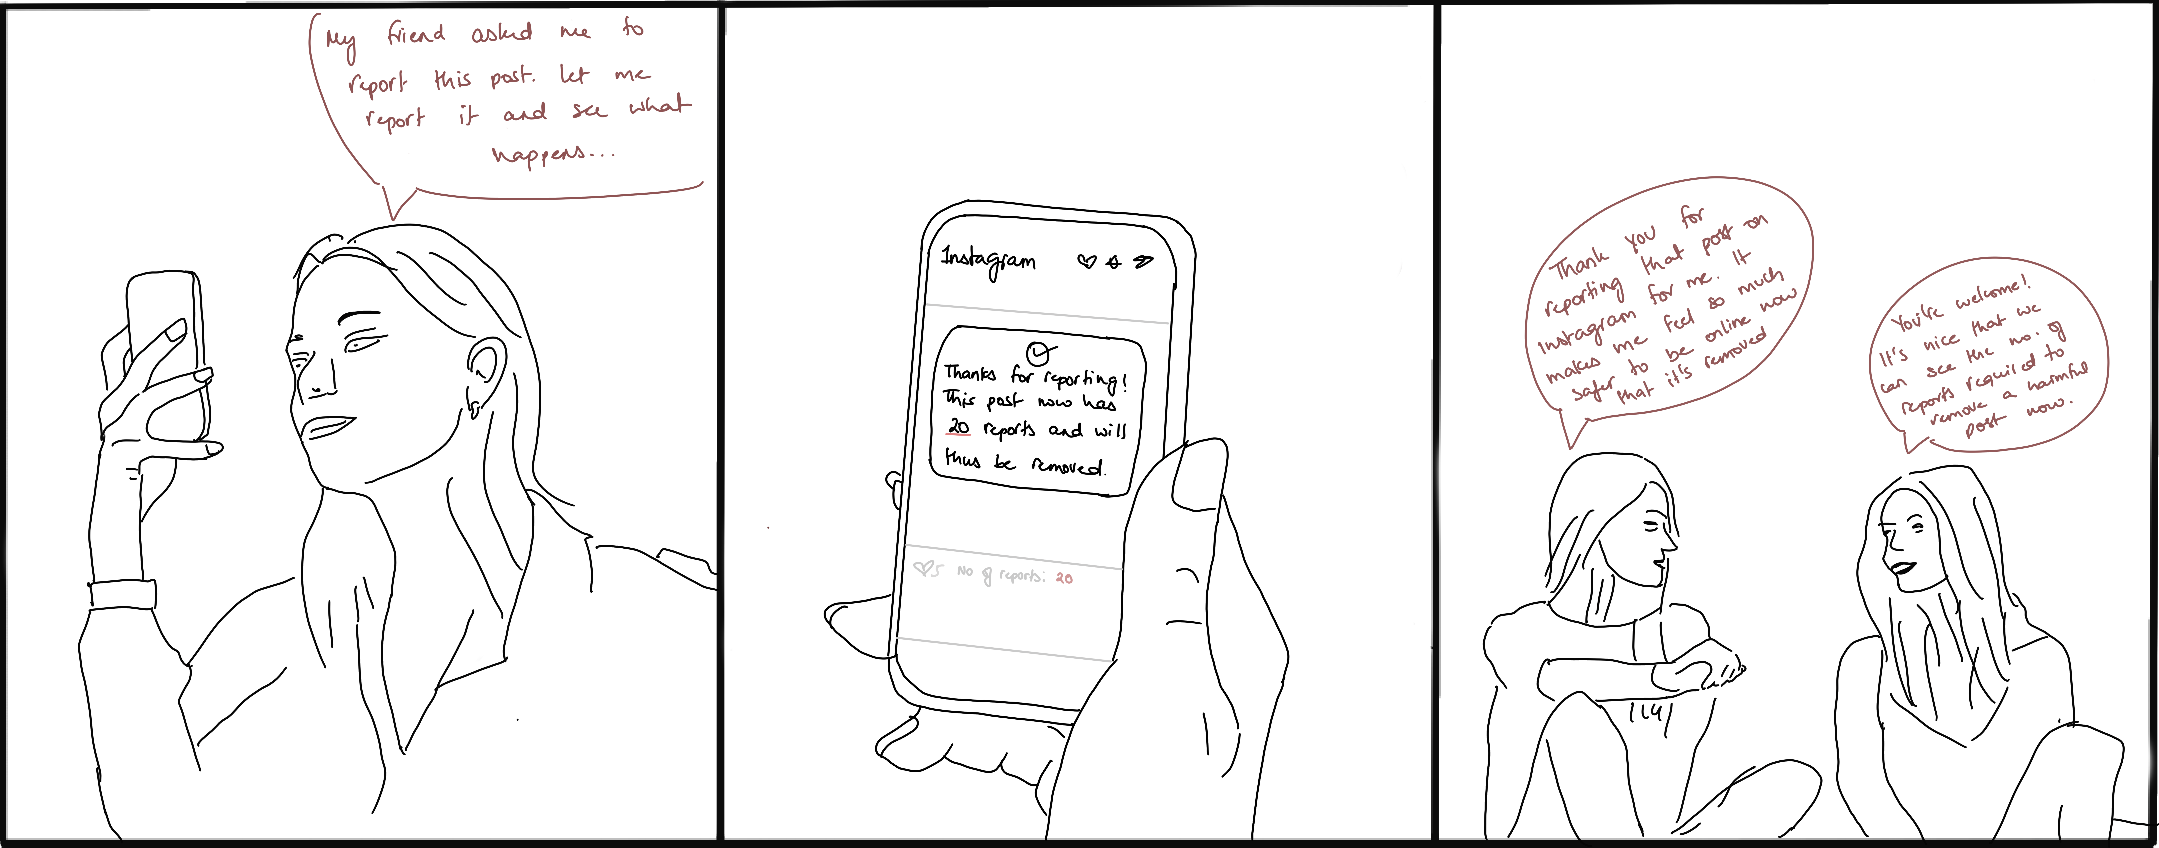 My friend asked me to
report this post. let me
report it and see what
happens...
Instagram
Thanks for reporting!
This post now has
20 reports and will
thus be removed.
5 No of reports: 20
Thank you for
reporting that post on
instagram for me. It
makes me feel so much
safer to be online now
that it's removed
You're welcome!
It's nice that we
can see the no. of
reports required to
remove a harmful
post now.